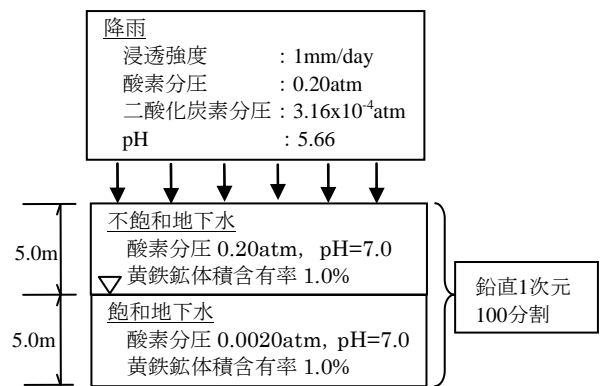 降雨
浸透強度 : 1mm/day
酸素分圧 : 0.20atm
二酸化炭素分圧 : 3.16x10⁻⁴atm
pH : 5.66
5.0m
不飽和地下水
酸素分圧 0.20atm, pH=7.0
黄鉄鉱体積含有率 1.0%
5.0m
飽和地下水
酸素分圧 0.0020atm, pH=7.0
黄鉄鉱体積含有率 1.0%
鉛直1次元
100分割